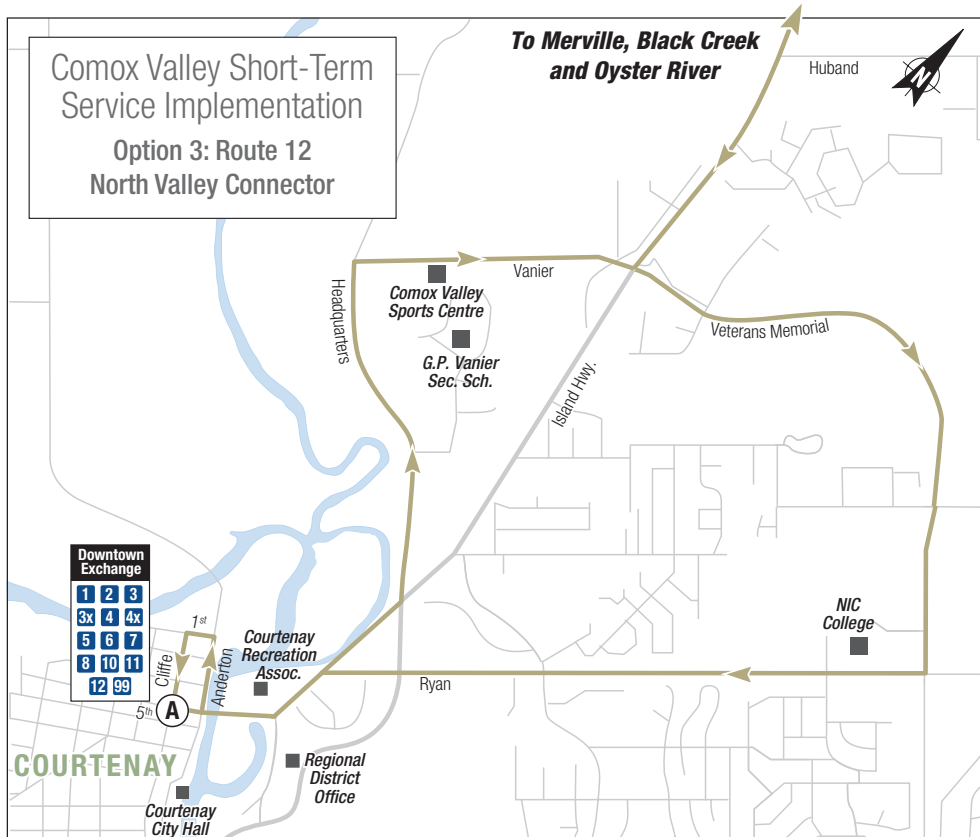 Comox Valley Short-Term
Service Implementation
Option 3: Route 12
North Valley Connector
To Merville, Black Creek
and Oyster River
Huband
N
Headquarters
Vanier
Comox Valley
Sports Centre
G.P. Vanier
Sec. Sch.
Veterans Memorial
Island Hwy.
Downtown
Exchange
1 2 3
3x 4 4x
5 6 7
8 10 11
12 99
1st
Cliffe
Anderton
5th
A
Courtenay
Recreation
Assoc.
NIC
College
Ryan
COURTENAY
Regional
District
Office
Courtenay
City Hall